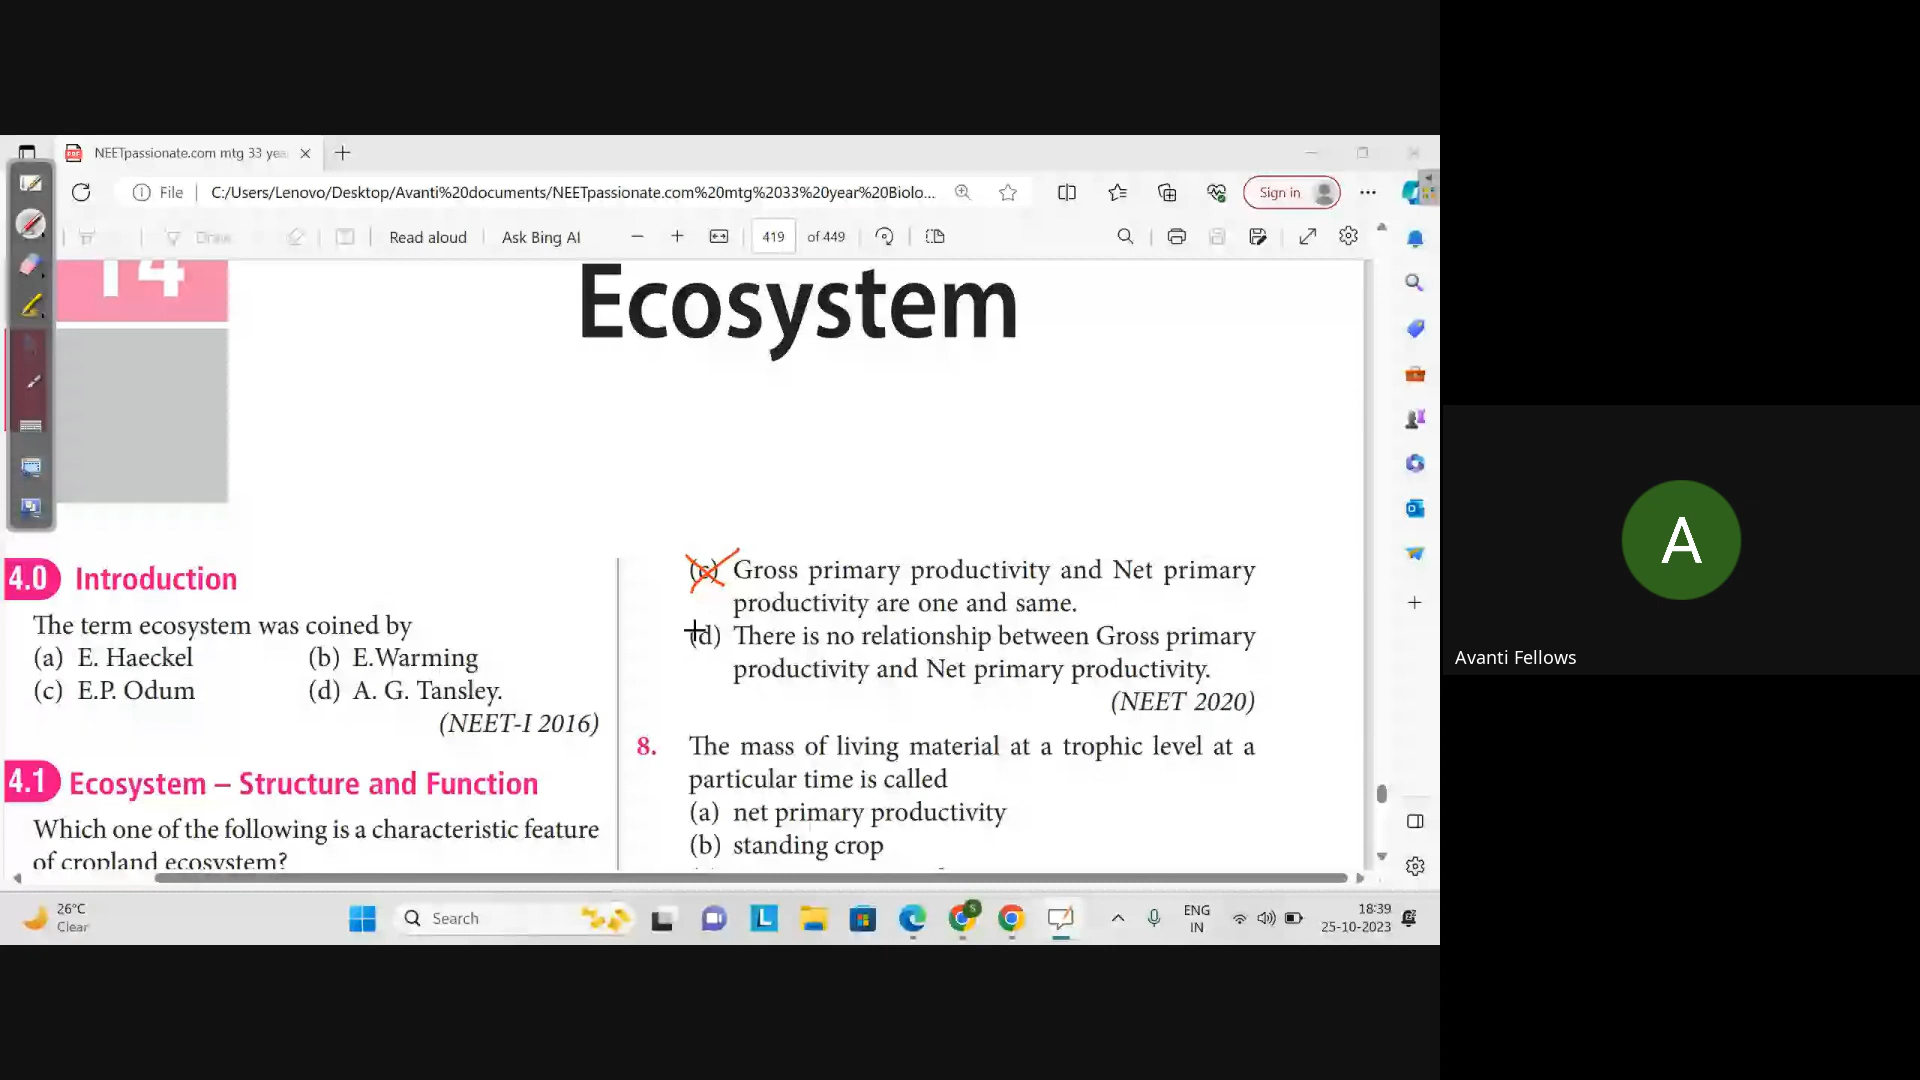 NEETpassionate.com mtg 33 yea
File
C:/Users/Lenovo/Desktop/Avanti%20documents/NEETpassionate.com%20mtg%2033%20year%20Biolo...
Sign in
Draw
Read aloud
Ask Bing AI
419
of 449
14
Ecosystem
4.0 Introduction
The term ecosystem was coined by
(a) E. Haeckel
(b) E.Warming
(c) E.P. Odum
(d) A. G. Tansley.
(NEET-I 2016)
4.1 Ecosystem – Structure and Function
Which one of the following is a characteristic feature
of cropland ecosystem?
(c) Gross primary productivity and Net primary
productivity are one and same.
(d) There is no relationship between Gross primary
productivity and Net primary productivity.
(NEET 2020)
8. The mass of living material at a trophic level at a
particular time is called
(a) net primary productivity
(b) standing crop
A
Avanti Fellows
26°C
Clear
Search
L
S
ENG
IN
18:39
25-10-2023